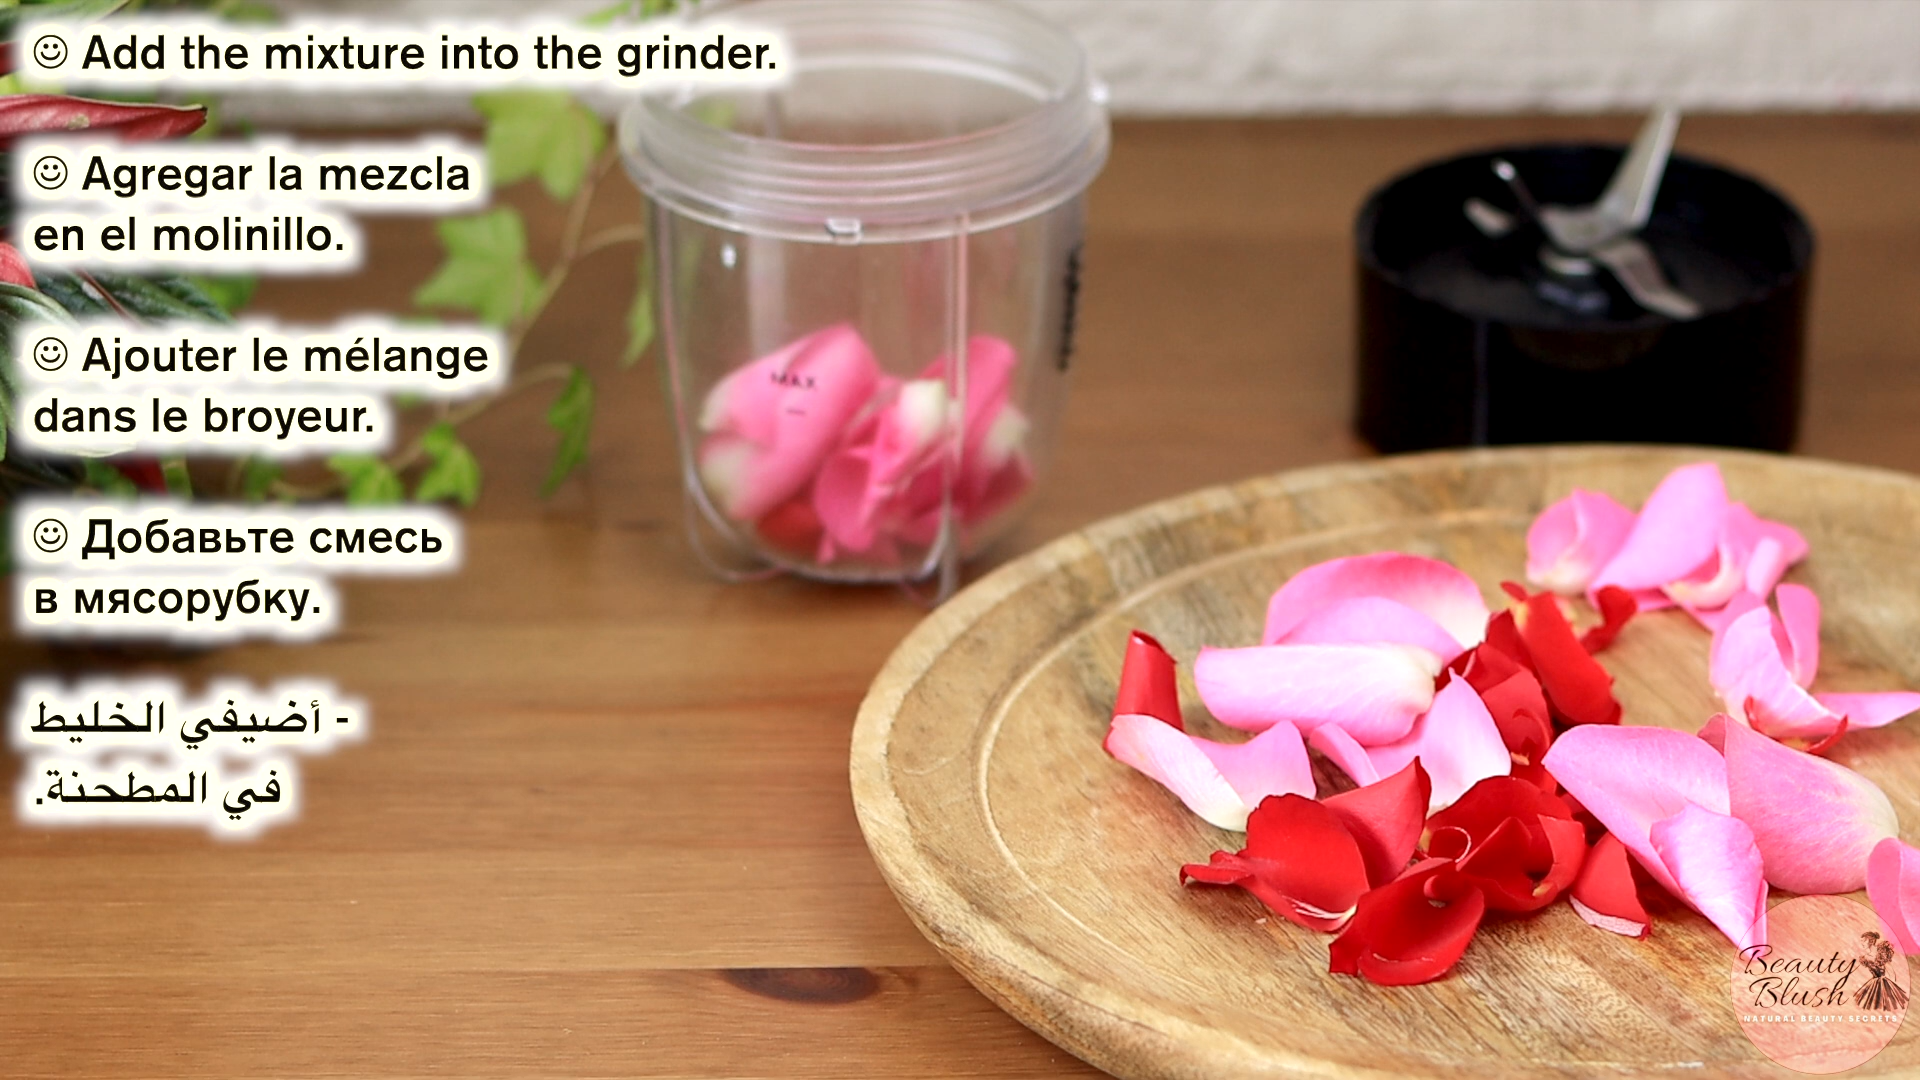 ☺ Add the mixture into the grinder.
☺ Agregar la mezcla
en el molinillo.
☺ Ajouter le mélange
dans le broyeur.
☺ Добавьте смесь
в мясорубку.
- أضيفي الخليط
في المطحنة.
MAX
Beauty
Blush
NATURAL BEAUTY SECRETS